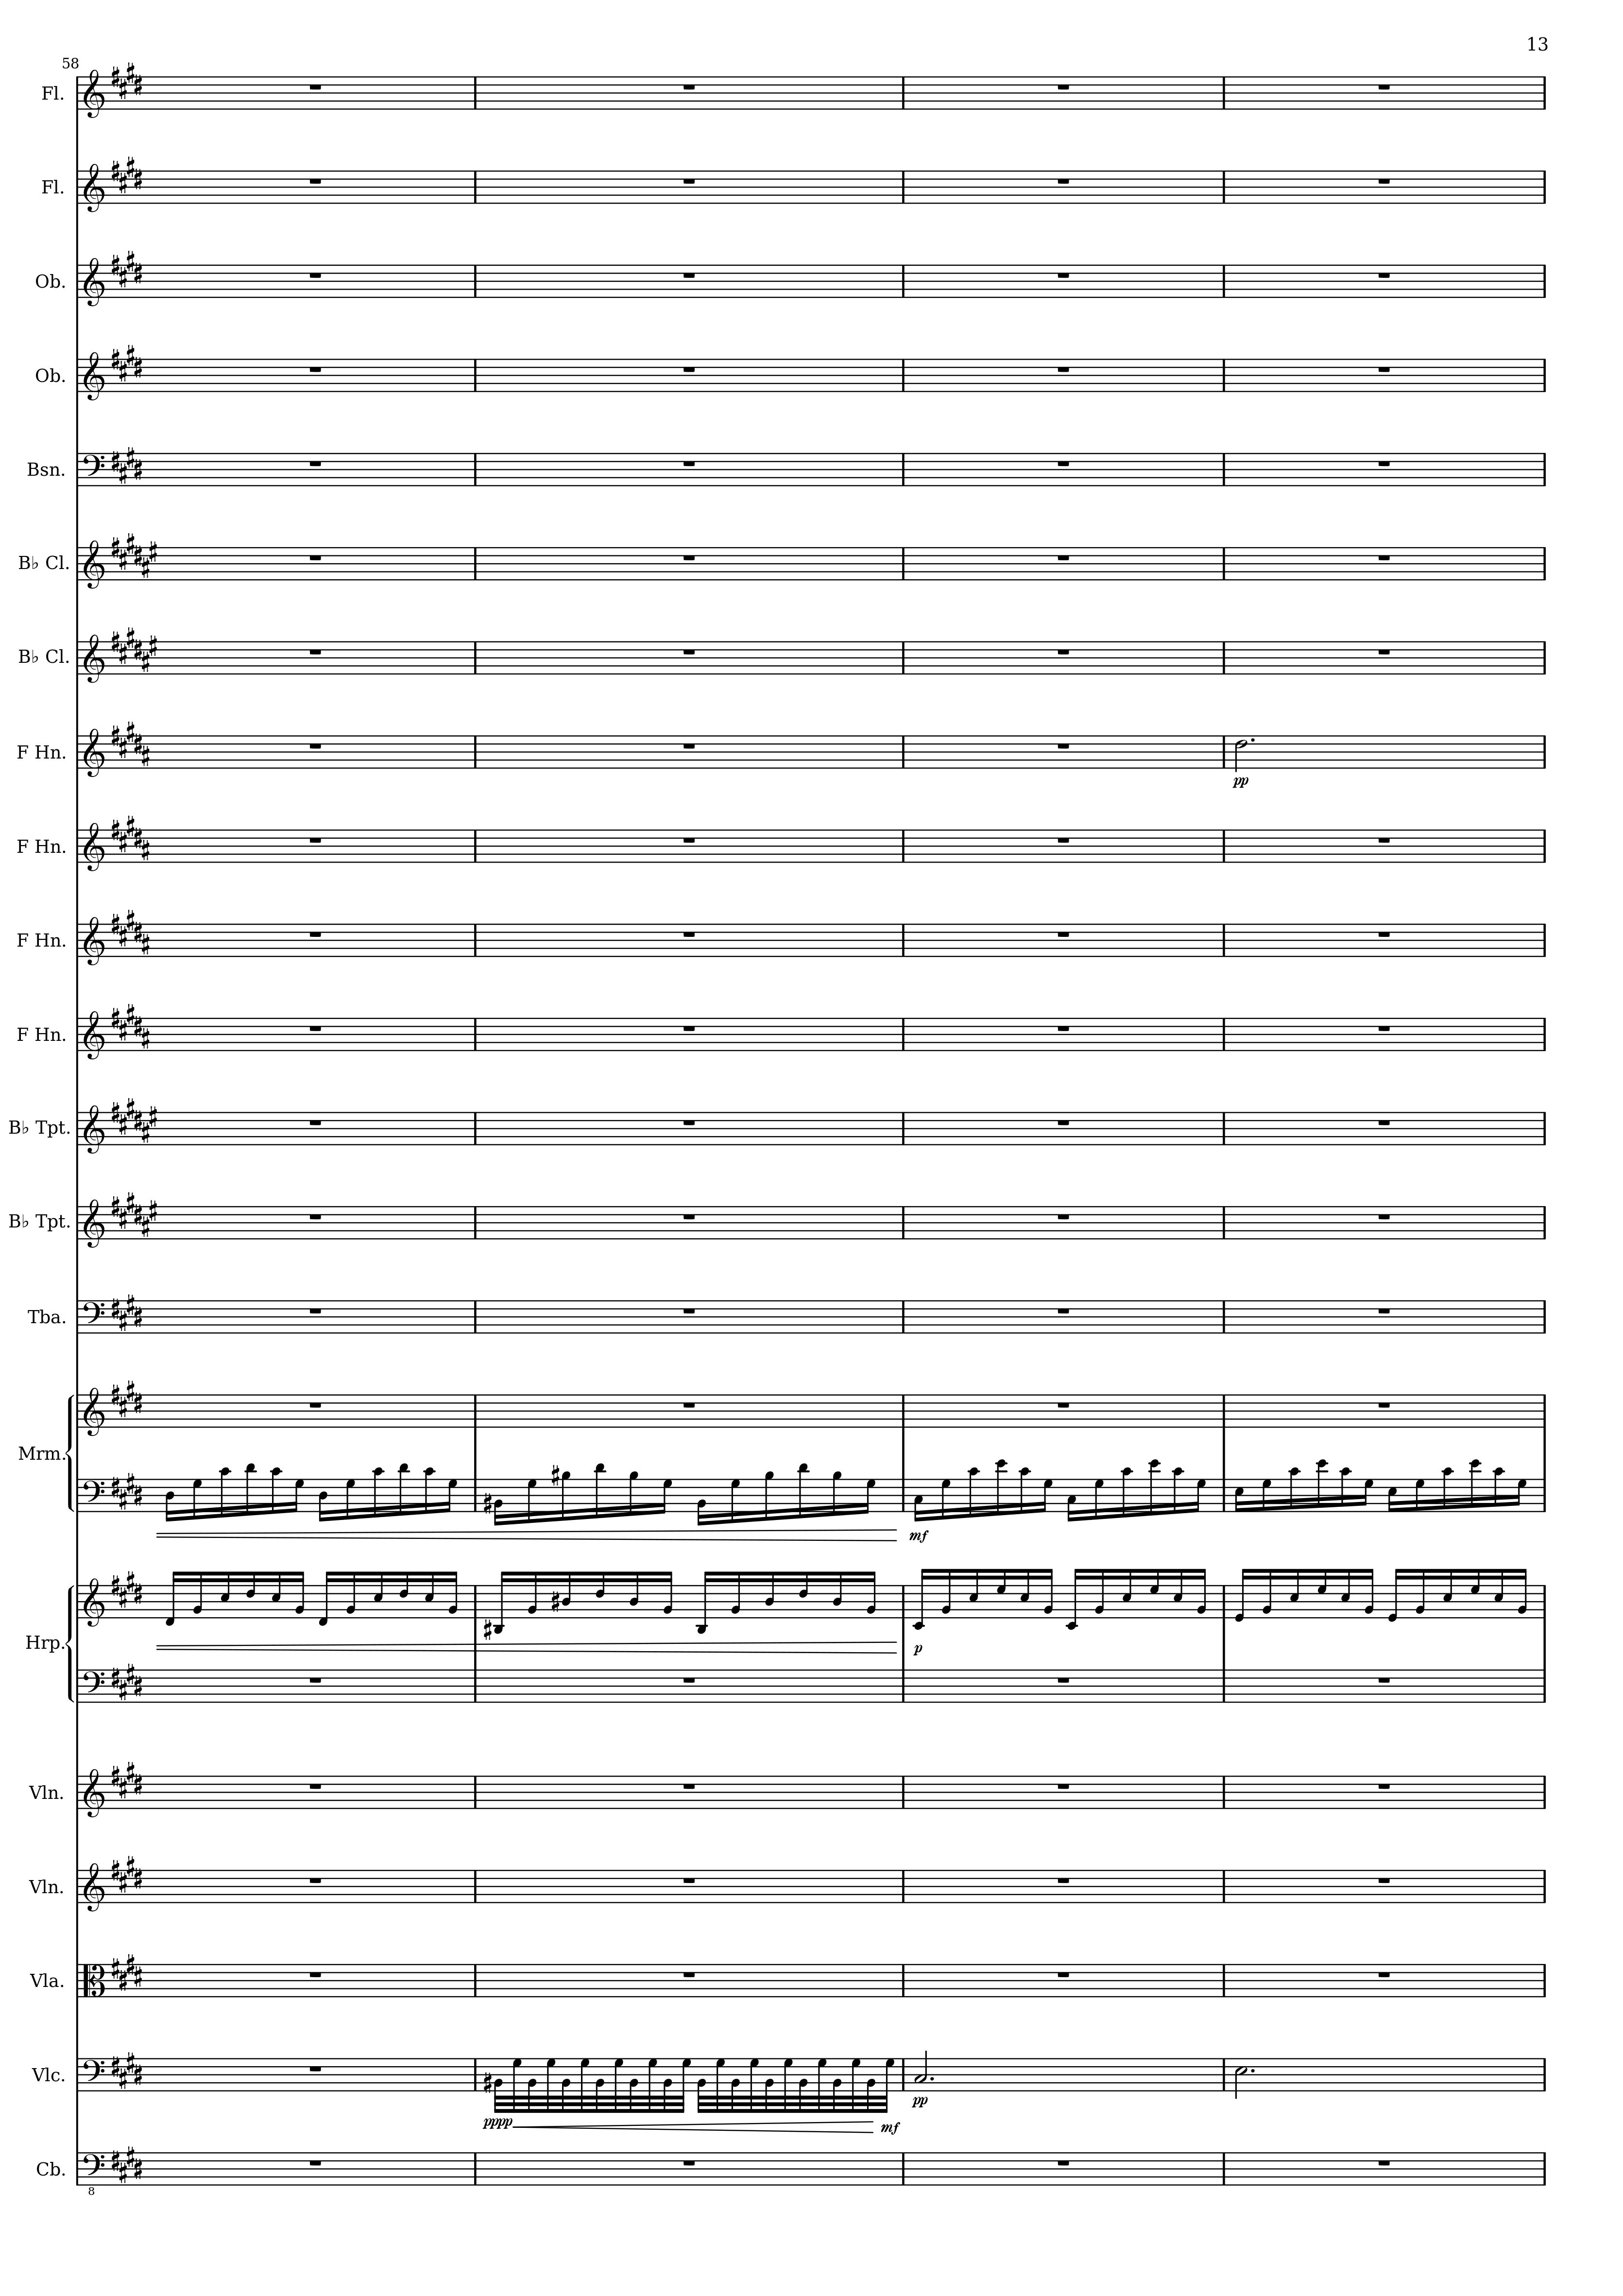 13
58
Fl.
Fl.
Ob.
Ob.
Bsn.
B♭ Cl.
B♭ Cl.
F Hn.
pp
F Hn.
F Hn.
F Hn.
B♭ Tpt.
B♭ Tpt.
Tba.
Mrm.
mf
Hrp.
p
Vln.
Vln.
Vla.
Vlc.
pppp mf pp
Cb.
8